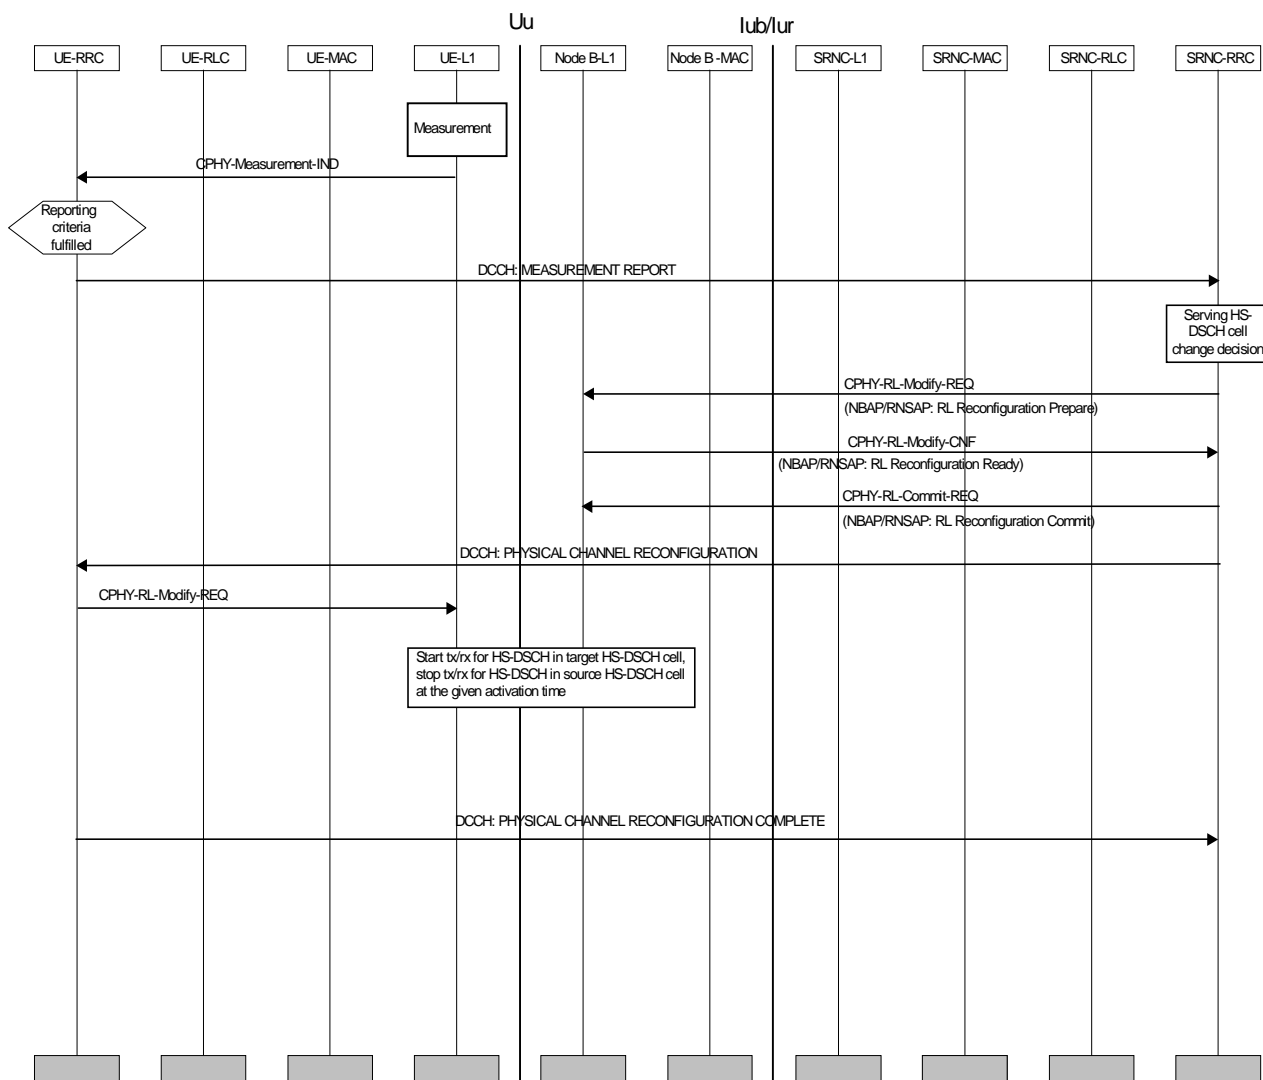 Uu
Iub/Iur
UE-RRC
UE-RLC
UE-MAC
UE-L1
Node B-L1
Node B -MAC
SRNC-L1
SRNC-MAC
SRNC-RLC
SRNC-RRC
Measurement
CPHY-Measurement-IND
Reporting
criteria
fulfilled
DCCH: MEASUREMENT REPORT
Serving HS-
DSCH cell
change decision
CPHY-RL-Modify-REQ
(NBAP/RNSAP: RL Reconfiguration Prepare)
CPHY-RL-Modify-CNF
(NBAP/RNSAP: RL Reconfiguration Ready)
CPHY-RL-Commit-REQ
(NBAP/RNSAP: RL Reconfiguration Commit)
DCCH: PHYSICAL CHANNEL RECONFIGURATION
CPHY-RL-Modify-REQ
Start tx/rx for HS-DSCH in target HS-DSCH cell,
stop tx/rx for HS-DSCH in source HS-DSCH cell
at the given activation time
DCCH: PHYSICAL CHANNEL RECONFIGURATION COMPLETE